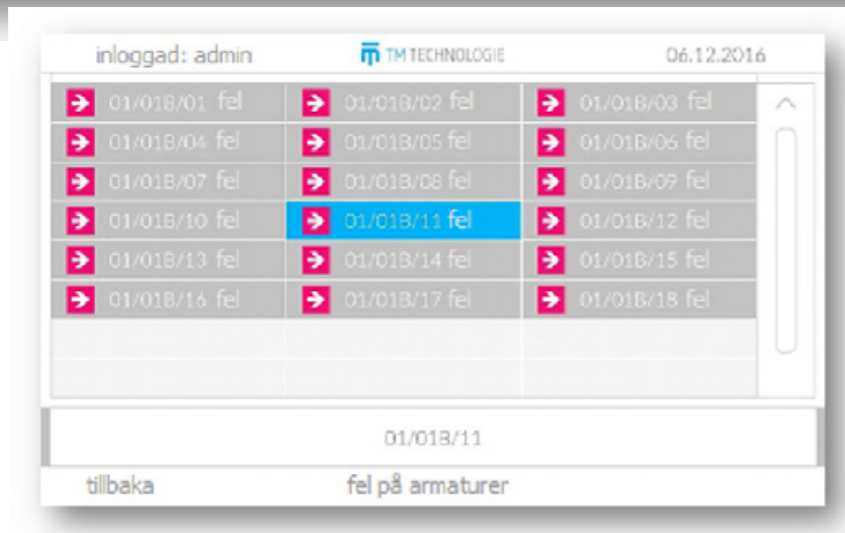 inloggad: admin TM TECHNOLOGIE 06.12.2016
01/01B/01 fel 01/01B/02 fel 01/01B/03 fel
01/01B/04 fel 01/01B/05 fel 01/01B/06 fel
01/01B/07 fel 01/01B/08 fel 01/01B/09 fel
01/01B/10 fel 01/01B/11 fel 01/01B/12 fel
01/01B/13 fel 01/01B/14 fel 01/01B/15 fel
01/01B/16 fel 01/01B/17 fel 01/01B/18 fel
01/01B/11
tillbaka fel på armaturer